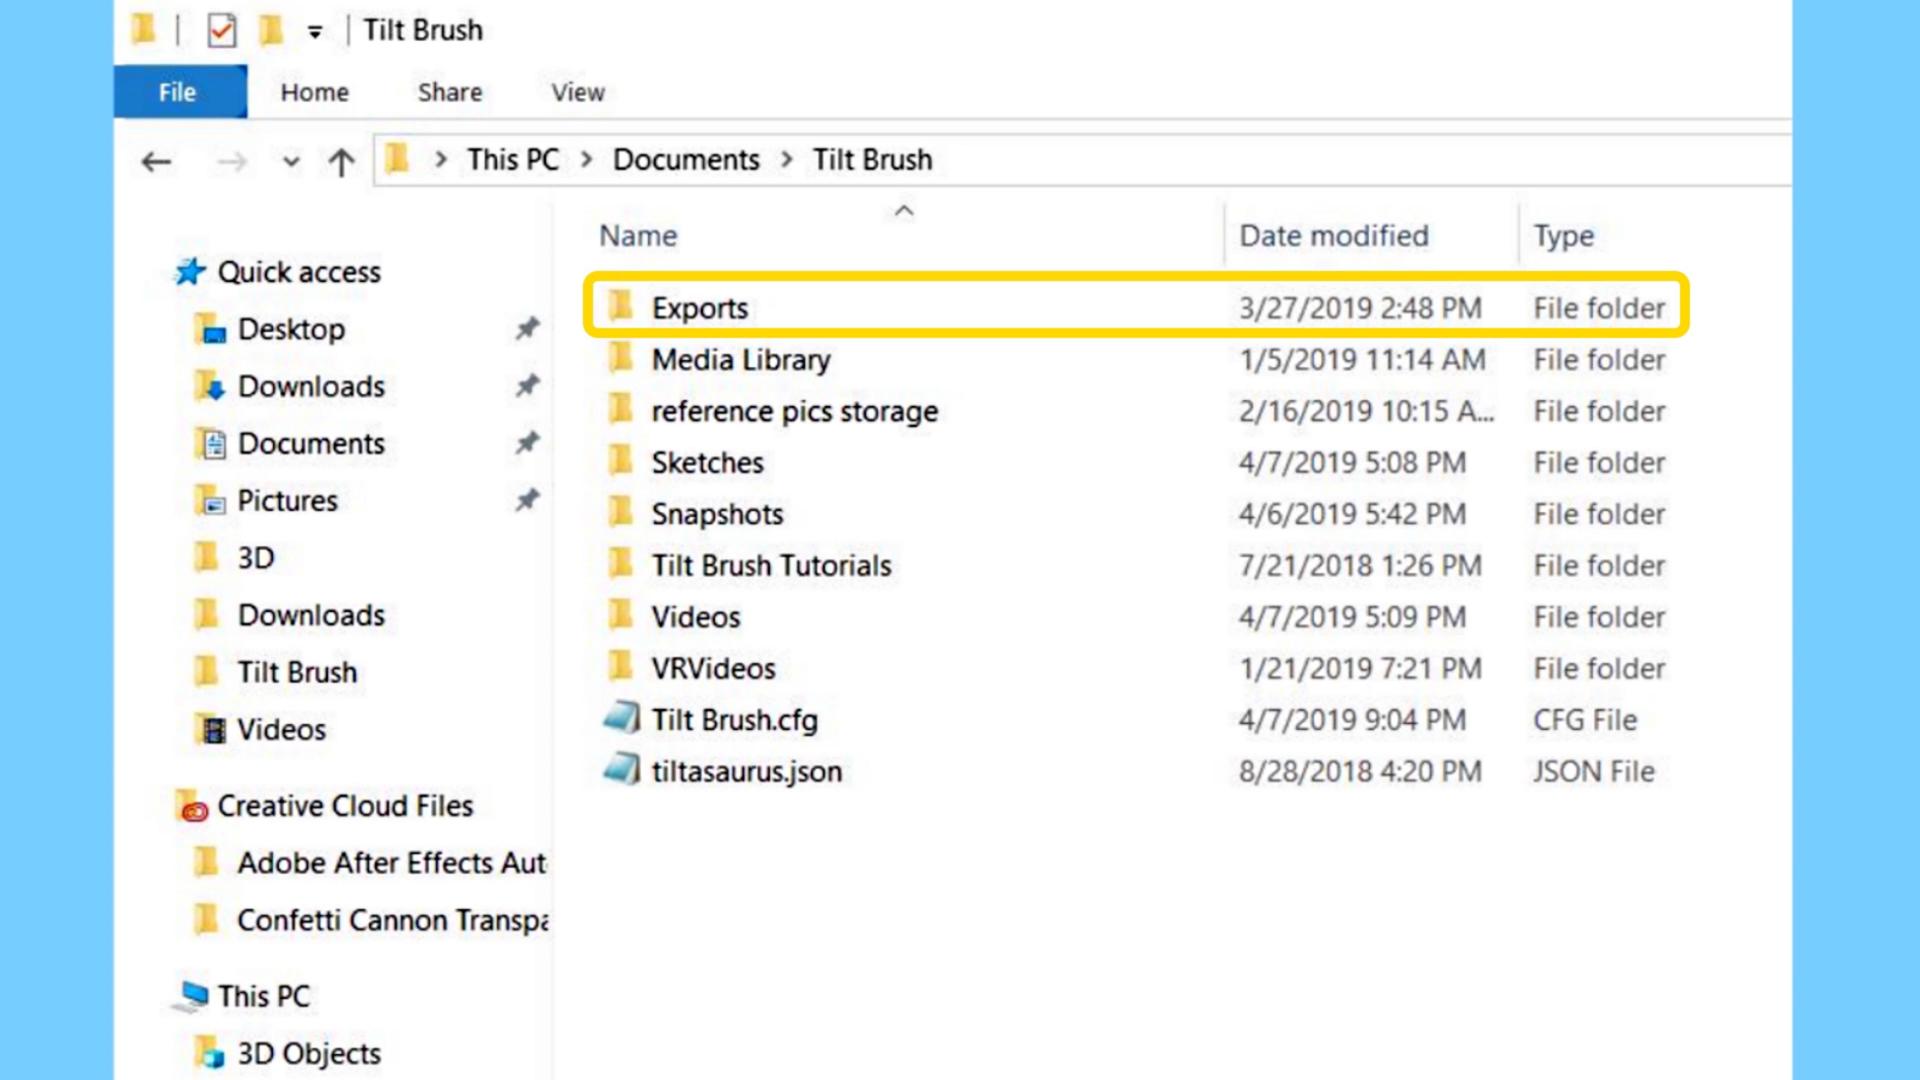 Tilt Brush
File Home Share View
This PC > Documents > Tilt Brush
Name Date modified Type
Quick access
Desktop
Downloads
Documents
Pictures
3D
Downloads
Tilt Brush
Videos
Creative Cloud Files
Adobe After Effects Aut
Confetti Cannon Transpa
This PC
3D Objects
Exports 3/27/2019 2:48 PM File folder
Media Library 1/5/2019 11:14 AM File folder
reference pics storage 2/16/2019 10:15 A... File folder
Sketches 4/7/2019 5:08 PM File folder
Snapshots 4/6/2019 5:42 PM File folder
Tilt Brush Tutorials 7/21/2018 1:26 PM File folder
Videos 4/7/2019 5:09 PM File folder
VRVideos 1/21/2019 7:21 PM File folder
Tilt Brush.cfg 4/7/2019 9:04 PM CFG File
tiltasaurus.json 8/28/2018 4:20 PM JSON File